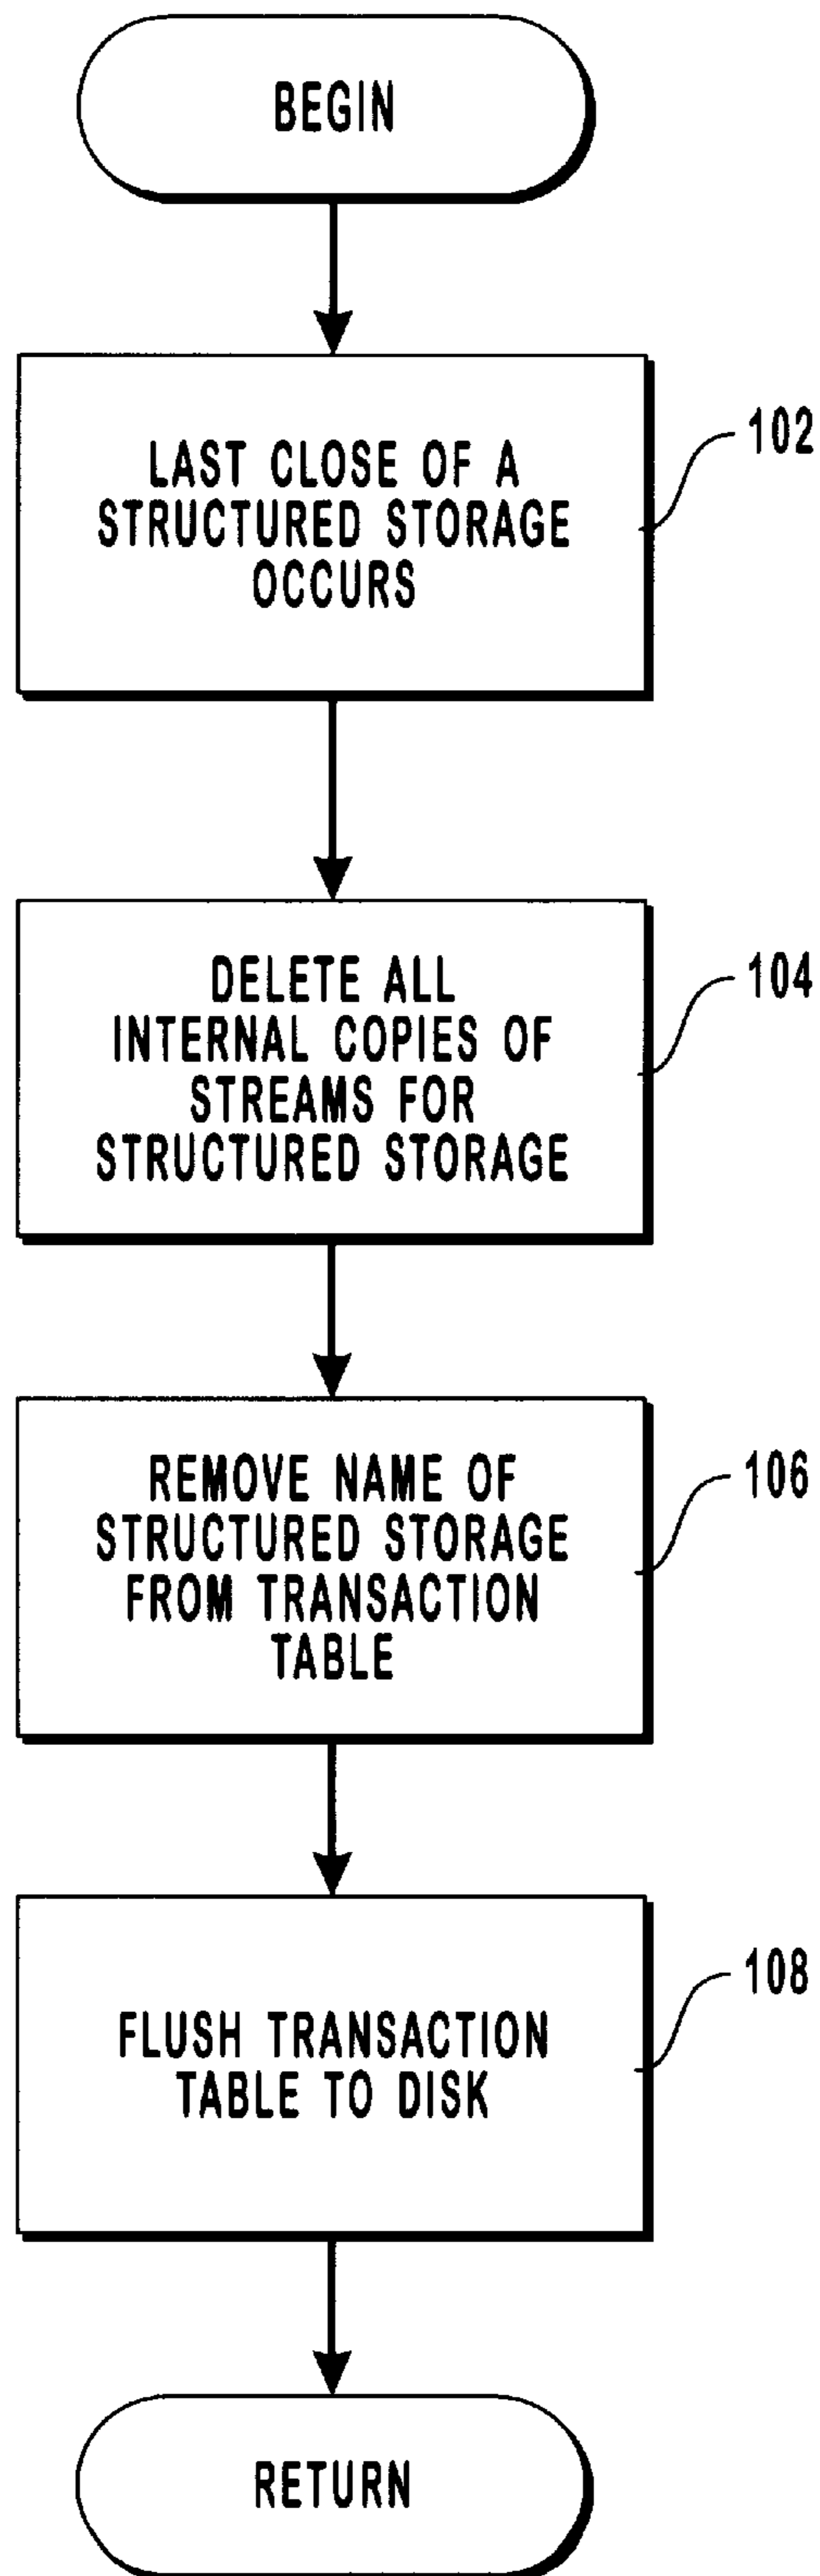 BEGIN
LAST CLOSE OF A
STRUCTURED STORAGE
OCCURS
102
DELETE ALL
INTERNAL COPIES OF
STREAMS FOR
STRUCTURED STORAGE
104
REMOVE NAME OF
STRUCTURED STORAGE
FROM TRANSACTION
TABLE
106
FLUSH TRANSACTION
TABLE TO DISK
108
RETURN